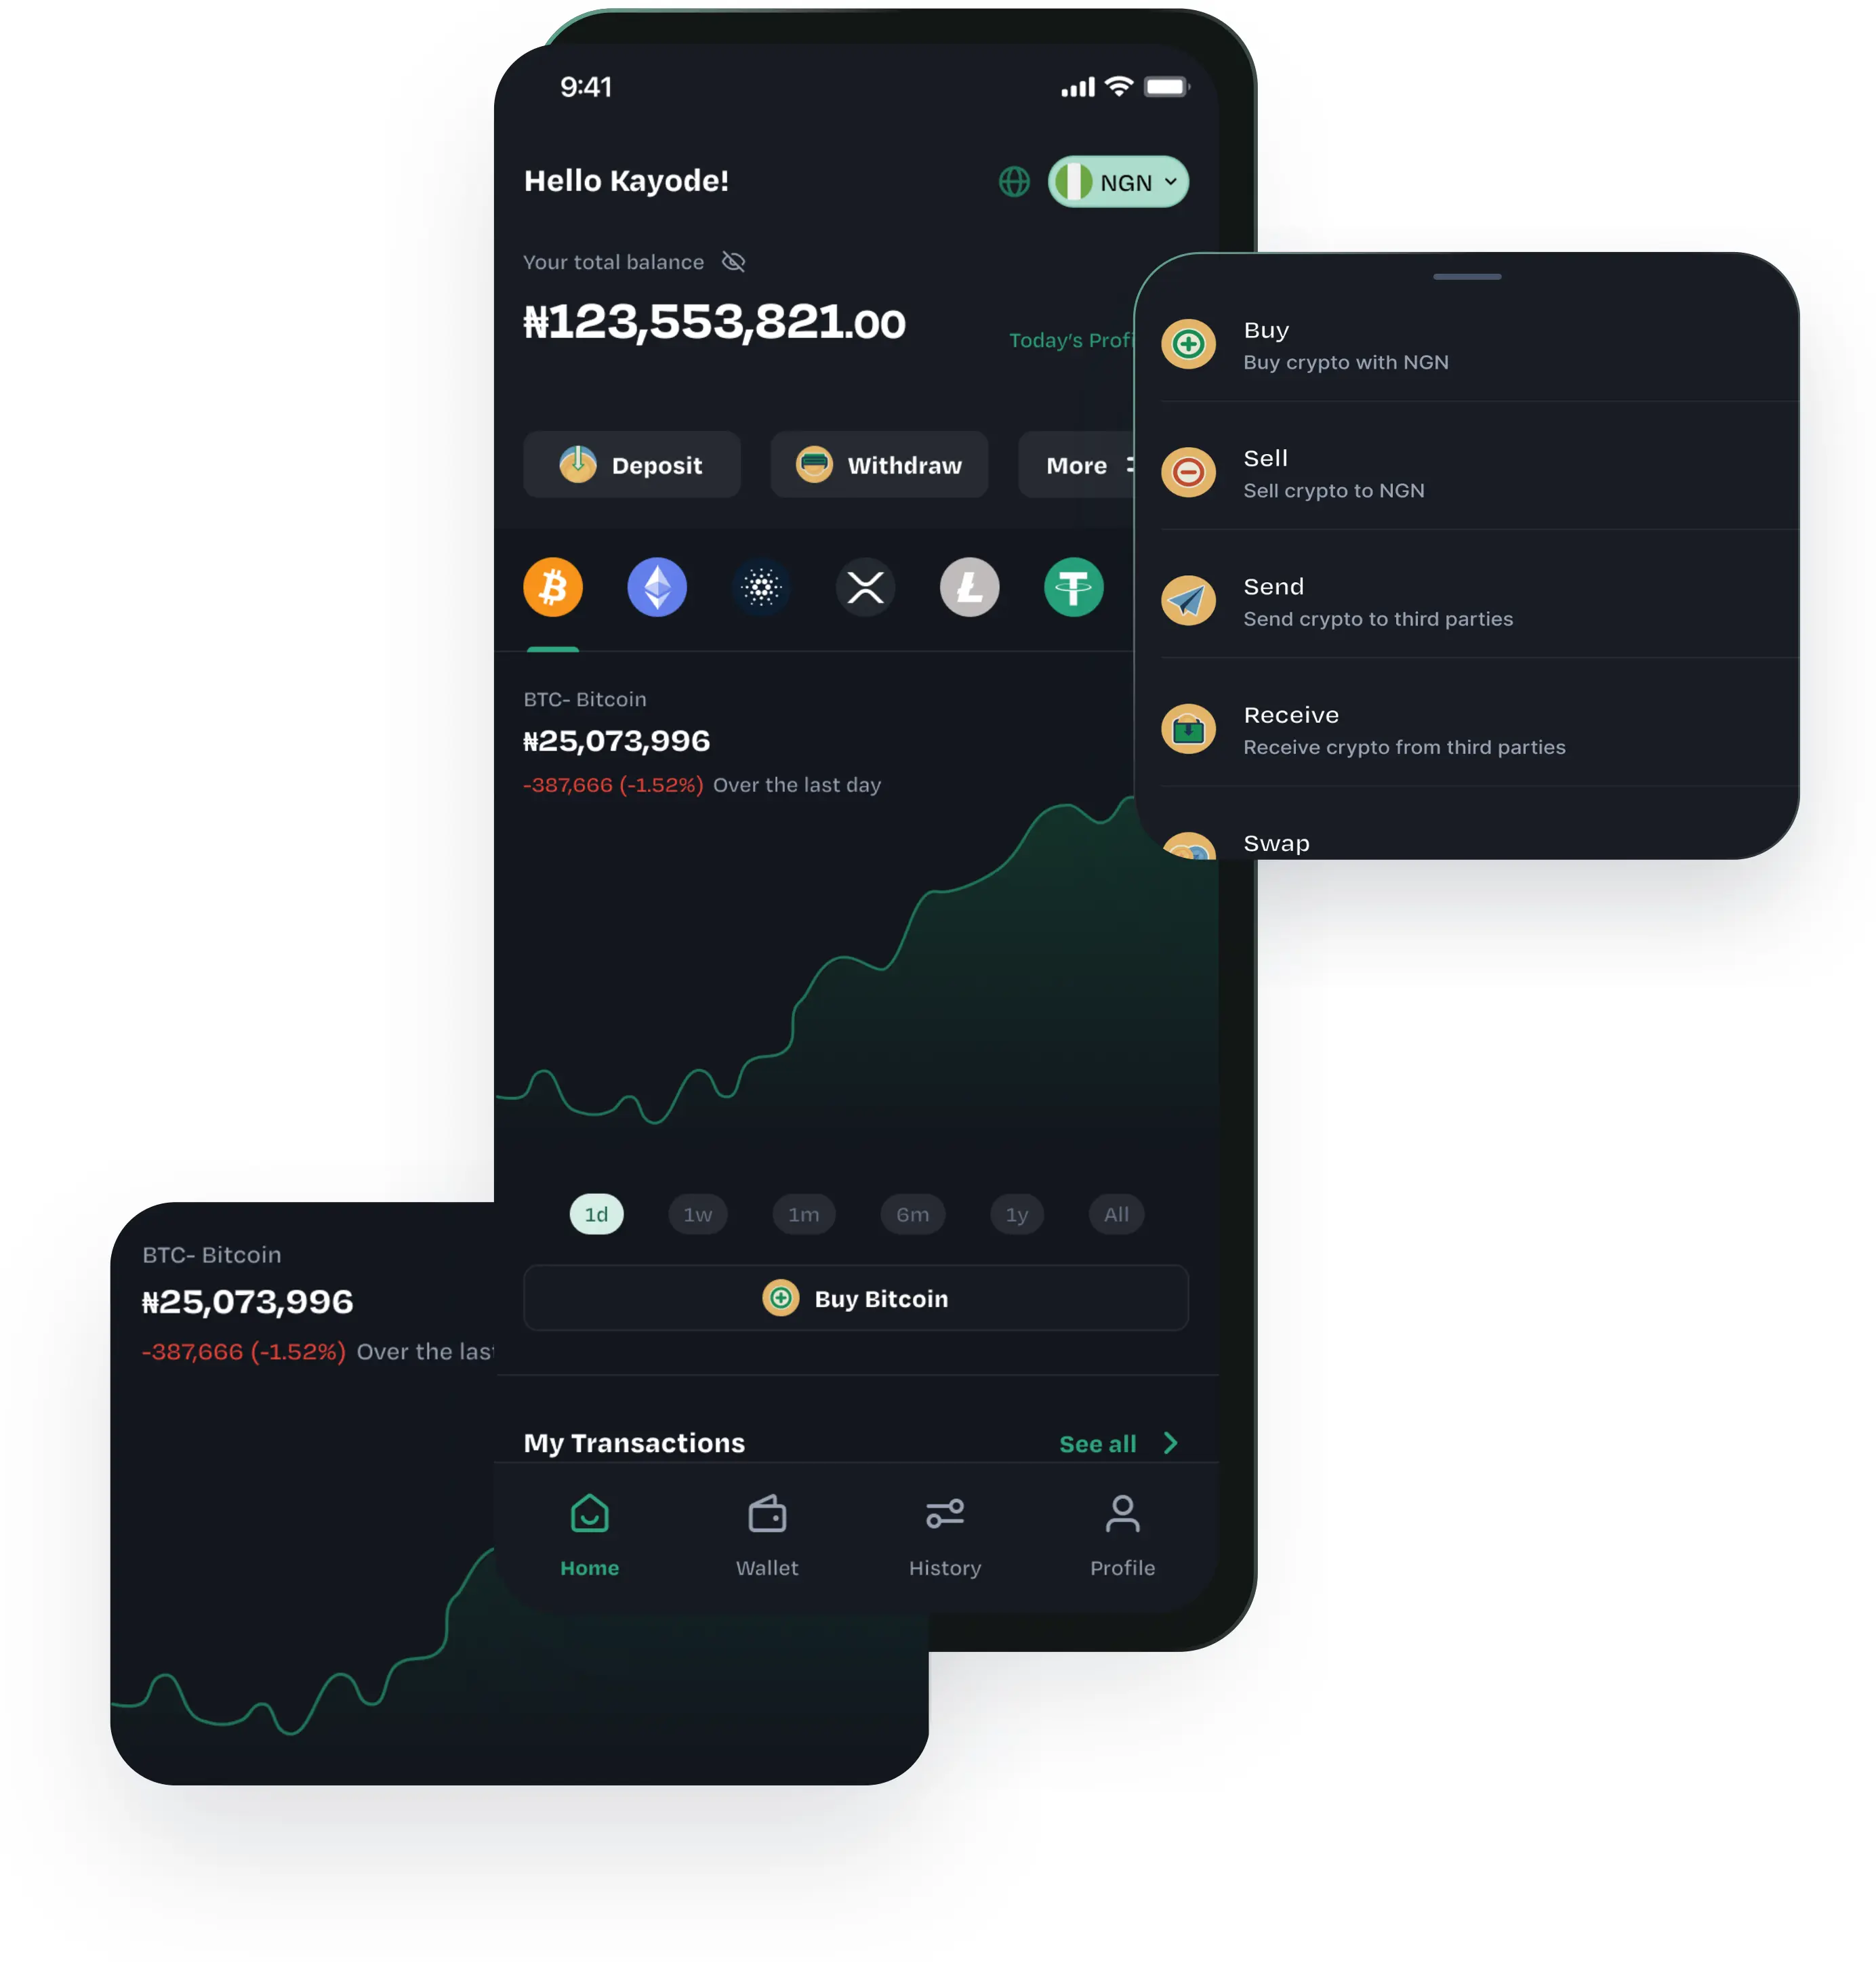 9:41
Hello Kayode!
NGN
Your total balance
₦123,553,821.00
Today's
Deposit
Withdraw
More
BTC- Bitcoin
₦25,073,996
-387,666 (-1.52%) Over the last day
1d
1w
1m
6m
1y
All
Buy Bitcoin
My Transactions
See all
Home
Wallet
History
Profile
Buy
Buy crypto with NGN
Sell
Sell crypto to NGN
Send
Send crypto to third parties
Receive
Receive crypto from third parties
Swap
BTC- Bitcoin
₦25,073,996
-387,666 (-1.52%) Over the last